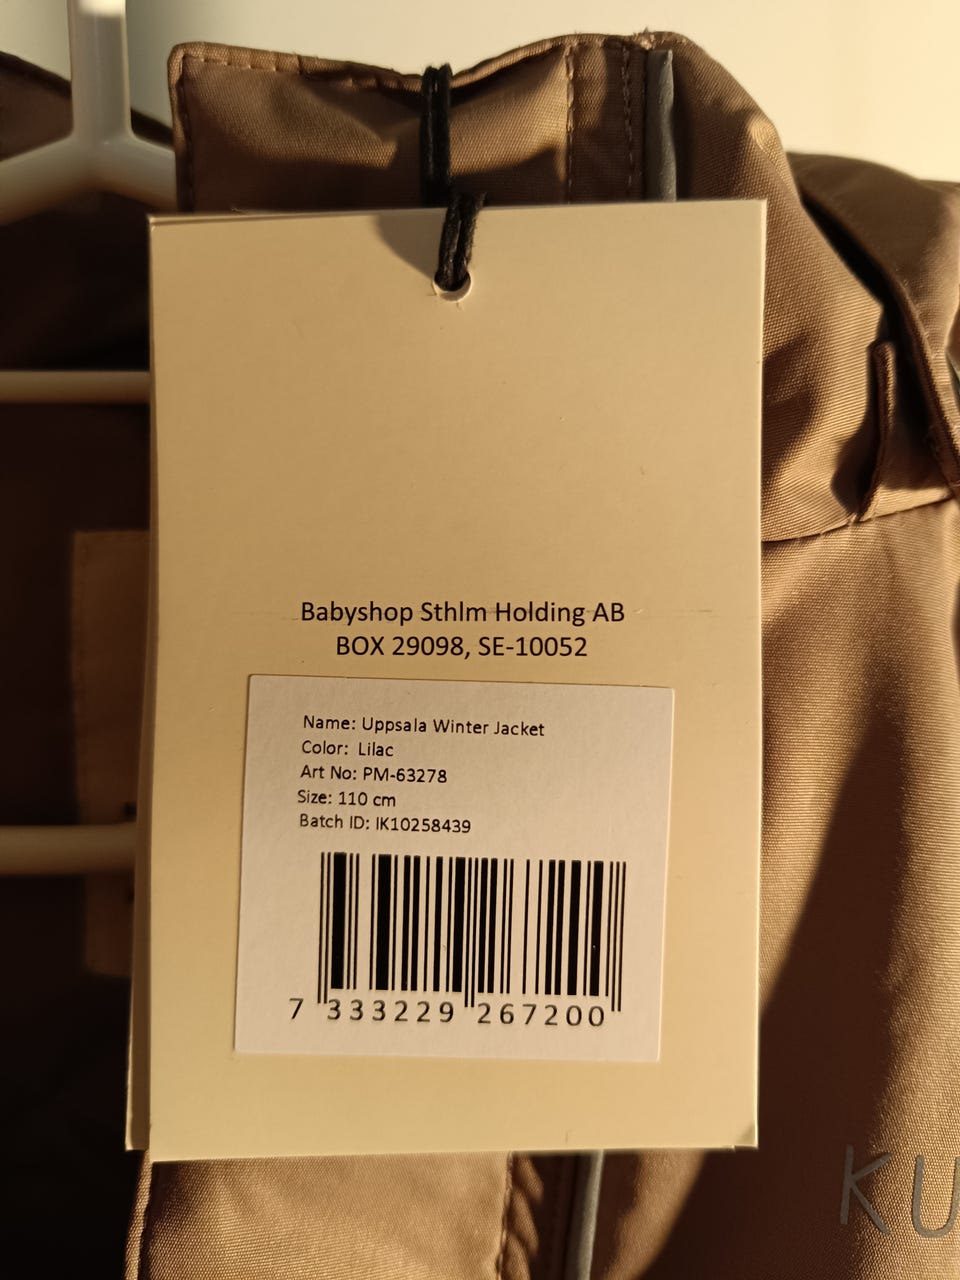 Babyshop Sthlm Holding AB
BOX 29098, SE-10052
Name: Uppsala Winter Jacket
Color: Lilac
Art No: PM-63278
Size: 110 cm
Batch ID: IK10258439
7 333229 267200
KU